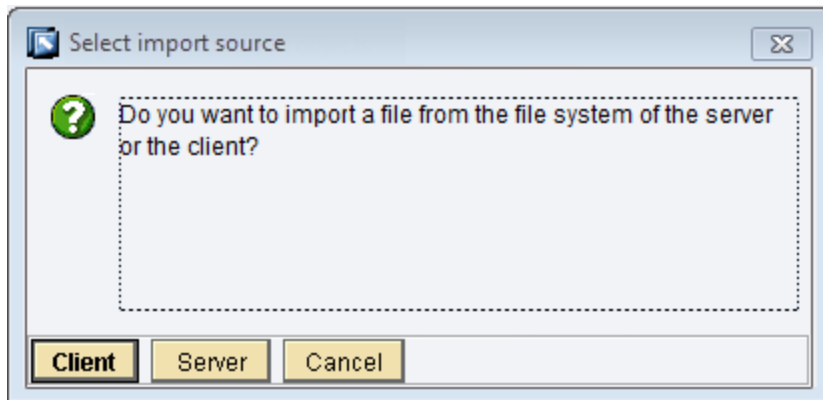 Select import source
Do you want to import a file from the file system of the server
or the client?
Client Server Cancel